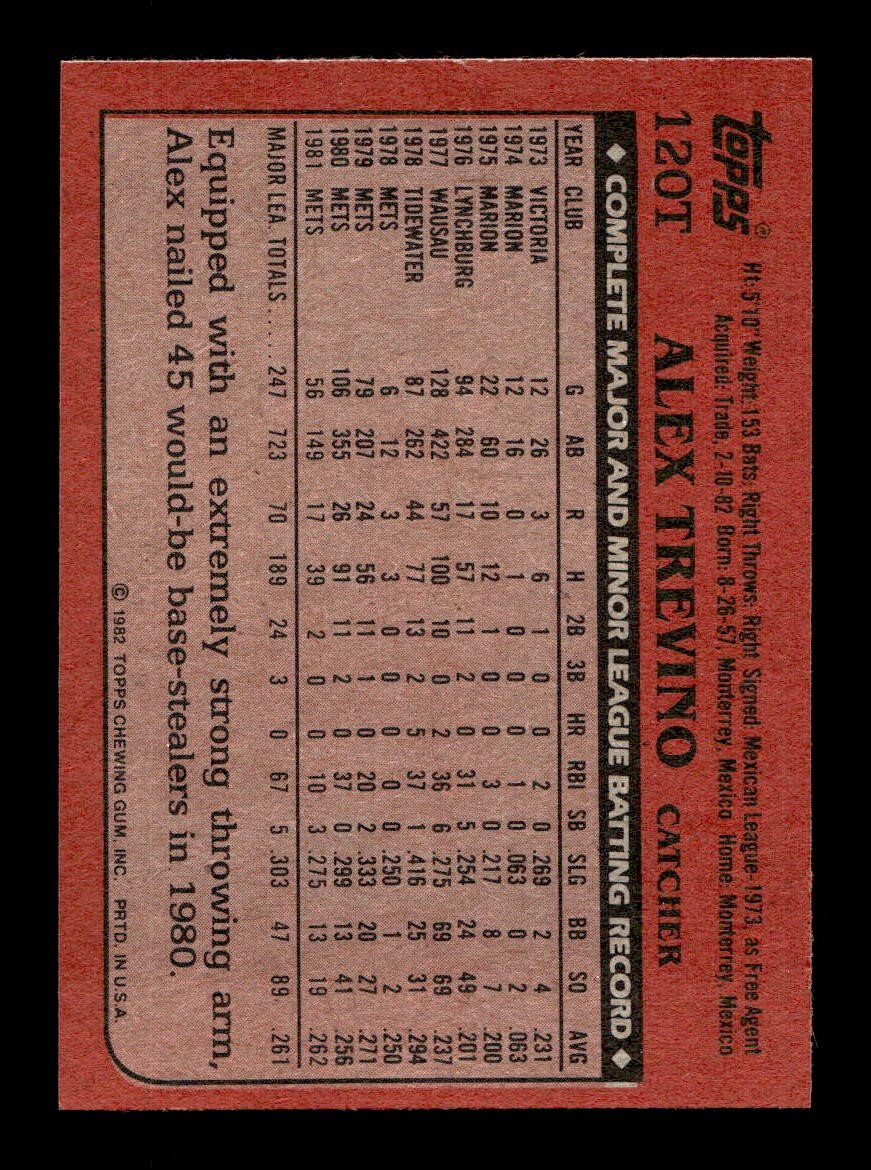 TOPPS®
Ht: 5'10" Weight: 153 Bats: Right Throws: Right Signed: Mexican League-1973, as Free Agent
Acquired: Trade, 2-10-82 Born: 8-26-57, Monterrey, Mexico Home: Monterrey, Mexico
120T ALEX TREVINO CATCHER
◆ COMPLETE MAJOR AND MINOR LEAGUE BATTING RECORD ◆
YEAR CLUB G AB R H 2B 3B HR RBI SB SLG BB SO AVG
1973 VICTORIA 12 26 3 6 1 0 0 2 0 .269 2 4 .231
1974 MARION 12 16 0 1 0 0 0 1 0 .063 0 2 .063
1975 MARION 22 60 10 12 1 0 0 3 0 .217 8 7 .200
1976 LYNCHBURG 94 284 17 57 11 2 0 31 5 .254 24 49 .201
1977 WAUSAU 128 422 57 100 10 0 2 36 6 .275 69 69 .237
1978 TIDEWATER 87 262 44 77 13 2 5 37 1 .416 25 31 .294
1978 METS 6 12 3 3 0 0 0 0 0 .250 1 2 .250
1979 METS 79 207 24 56 11 1 0 20 2 .333 20 27 .271
1980 METS 106 355 26 91 11 2 0 37 0 .299 13 41 .256
1981 METS 56 149 17 39 2 0 0 10 3 .275 13 19 .262
MAJOR LEA. TOTALS...... 247 723 70 189 24 3 0 67 5 .303 47 89 .261
Equipped with an extremely strong throwing arm,
Alex nailed 45 would-be base-stealers in 1980.
© 1982 TOPPS CHEWING GUM, INC. PRTD. IN U.S.A.